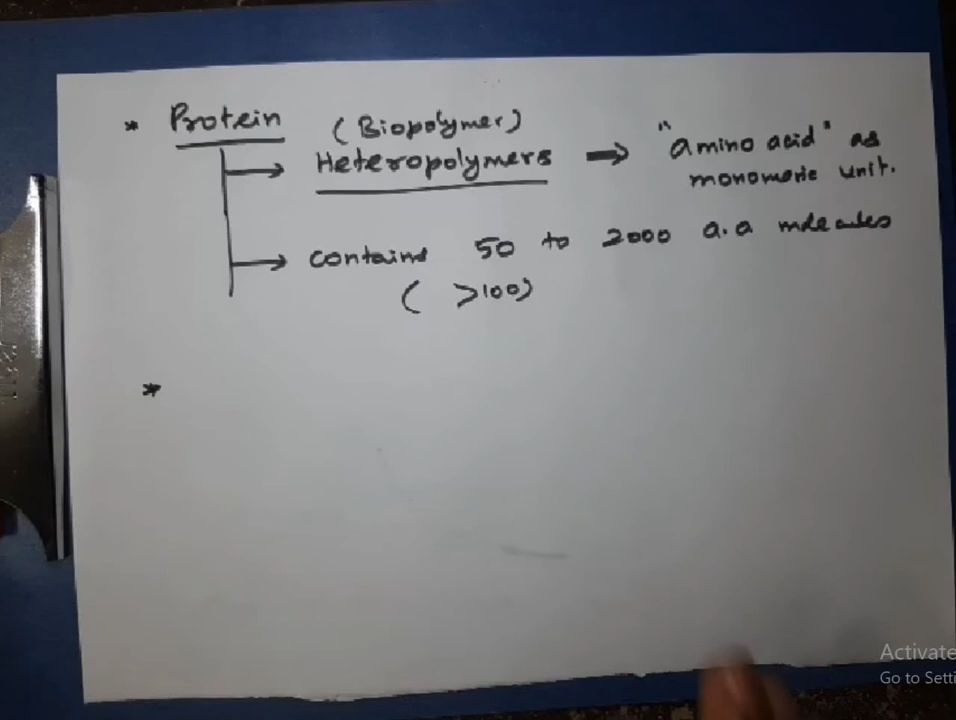 * Protein (Biopolymer)
Heteropolymers ⇒ "amino acid" as
monomeric unit.
contains 50 to 2000 a.a molecules
( >100)
*
Activate
Go to Setti